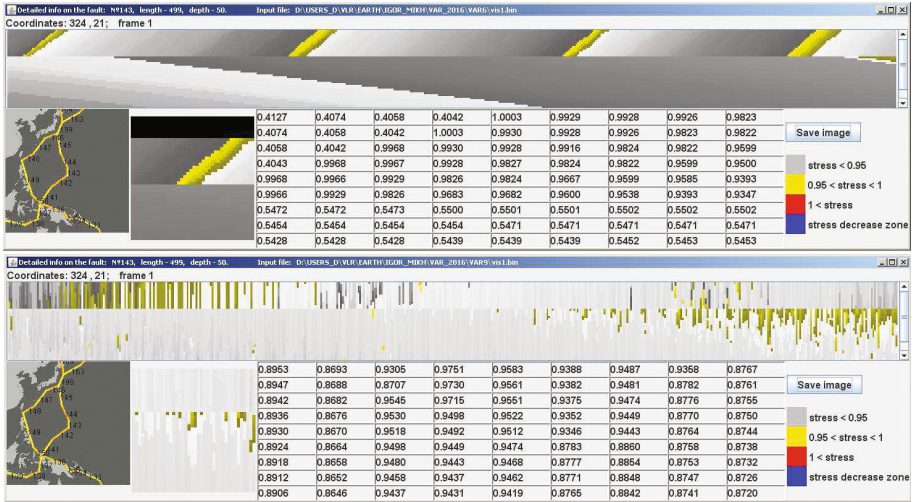 Detailed info on the fault: Nº143, length - 499, depth - 50. Input file: D:\USERS_D\VLR\EARTH\IGOR_MIKH\VAR_2016\VAR6\vis1.bin
Coordinates: 324 , 21; frame 1
0.4127 0.4074 0.4058 0.4042 1.0003 0.9929 0.9928 0.9926 0.9823
0.4074 0.4058 0.4042 1.0003 0.9930 0.9928 0.9926 0.9823 0.9822
0.4058 0.4042 0.9968 0.9930 0.9928 0.9916 0.9824 0.9822 0.9599
0.4043 0.9968 0.9967 0.9928 0.9827 0.9824 0.9822 0.9599 0.9500
0.9968 0.9966 0.9929 0.9826 0.9824 0.9667 0.9599 0.9585 0.9393
0.9966 0.9929 0.9826 0.9683 0.9682 0.9600 0.9538 0.9393 0.9347
0.5472 0.5472 0.5473 0.5500 0.5501 0.5501 0.5502 0.5502 0.5502
0.5454 0.5454 0.5454 0.5471 0.5471 0.5471 0.5471 0.5471 0.5471
0.5428 0.5428 0.5428 0.5439 0.5439 0.5439 0.5452 0.5453 0.5453
Save image
stress < 0.95
0.95 < stress < 1
1 < stress
stress decrease zone
163
199
146
145
144
143
142
141
Detailed info on the fault: Nº143, length - 499, depth - 50. Input file: D:\USERS_D\VLR\EARTH\IGOR_MIKH\VAR_2016\VAR9\vis1.bin
Coordinates: 324 , 21; frame 1
0.8953 0.8693 0.9305 0.9751 0.9583 0.9388 0.9487 0.9358 0.8767
0.8947 0.8688 0.8707 0.9730 0.9561 0.9382 0.9481 0.8782 0.8761
0.8942 0.8682 0.9545 0.9715 0.9551 0.9375 0.9474 0.8776 0.8755
0.8936 0.8676 0.9530 0.9498 0.9522 0.9352 0.9449 0.8770 0.8750
0.8930 0.8670 0.9518 0.9492 0.9512 0.9346 0.9443 0.8764 0.8744
0.8924 0.8664 0.9498 0.9449 0.9474 0.8783 0.8860 0.8758 0.8738
0.8918 0.8658 0.9480 0.9443 0.9468 0.8777 0.8854 0.8753 0.8732
0.8912 0.8652 0.9458 0.9437 0.9462 0.8771 0.8848 0.8747 0.8726
0.8906 0.8646 0.9437 0.9431 0.9419 0.8765 0.8842 0.8741 0.8720
Save image
stress < 0.95
0.95 < stress < 1
1 < stress
stress decrease zone
163
199
145
144
143
142